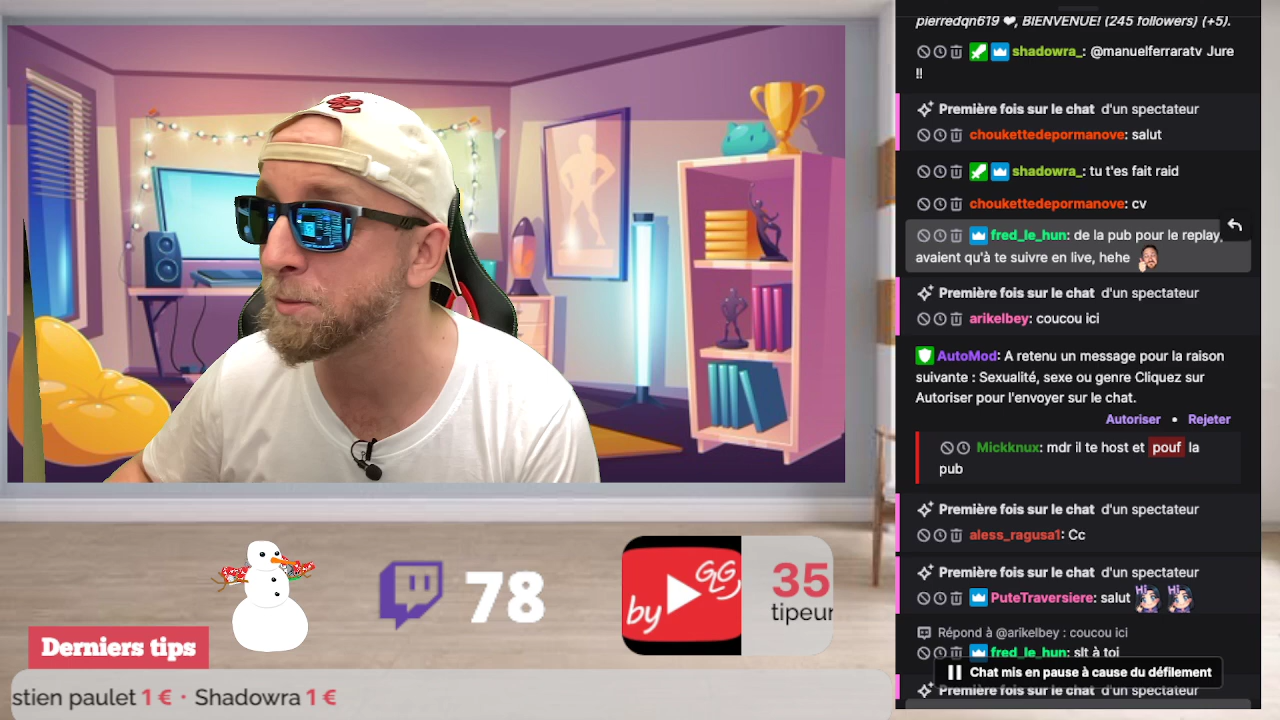 pierredqn619 ❤, BIENVENUE! (245 followers) (+5).
shadowra_: @manuelferraratv Jure
!!
Première fois sur le chat d'un spectateur
choukettedepormanove: salut
shadowra_: tu t'es fait raid
choukettedepormanove: cv
fred_le_hun: de la pub pour le replay,
avaient qu'à te suivre en live, hehe
Première fois sur le chat d'un spectateur
arikelbey: coucou ici
AutoMod: A retenu un message pour la raison
suivante : Sexualité, sexe ou genre Cliquez sur
Autoriser pour l'envoyer sur le chat.
Autoriser • Rejeter
Mickknux: mdr il te host et pouf la
pub
Première fois sur le chat d'un spectateur
aless_ragusa1: Cc
Première fois sur le chat d'un spectateur
PuteTraversiere: salut Hi Hi
Répond à @arikelbey : coucou ici
fred_le_hun: slt à toi
Chat mis en pause à cause du défilement
Première fois sur le chat d'un spectateur
78
by GG
35
tipeur
Derniers tips
stien paulet 1 € · Shadowra 1 €